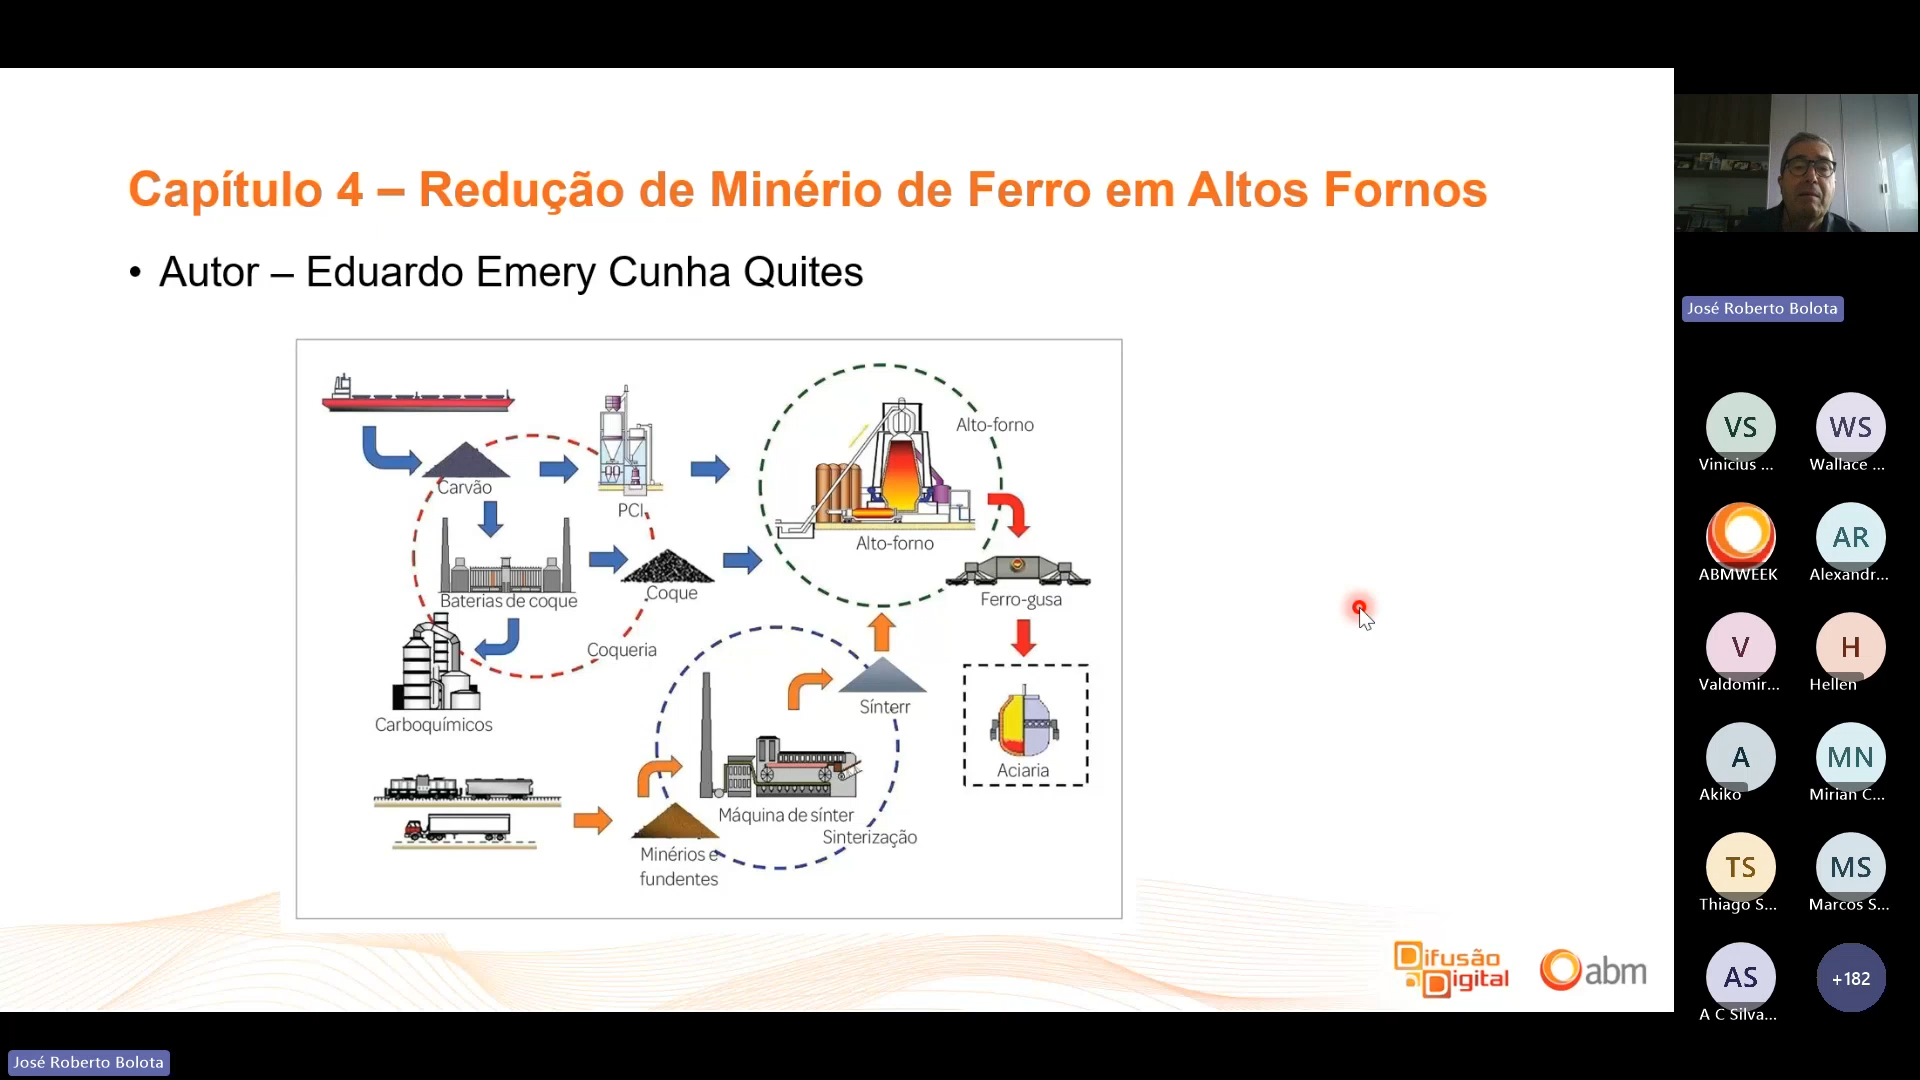 Capítulo 4 – Redução de Minério de Ferro em Altos Fornos
• Autor – Eduardo Emery Cunha Quites
Alto-forno
Carvão
PCI
Alto-forno
Baterias de coque
Coque
Ferro-gusa
Coqueria
Carboquímicos
Sínterr
Aciaria
Máquina de sínter
Sinterização
Minérios e
fundentes
Difusão
Digital
abm
José Roberto Bolota
VS
Vinícius ...
WS
Wallace ...
ABMWEEK
AR
Alexandr...
V
Valdomir...
H
Hellen
A
Akiko
MN
Mirian C...
TS
Thiago S...
MS
Marcos S...
AS
A C Silva...
+182
José Roberto Bolota